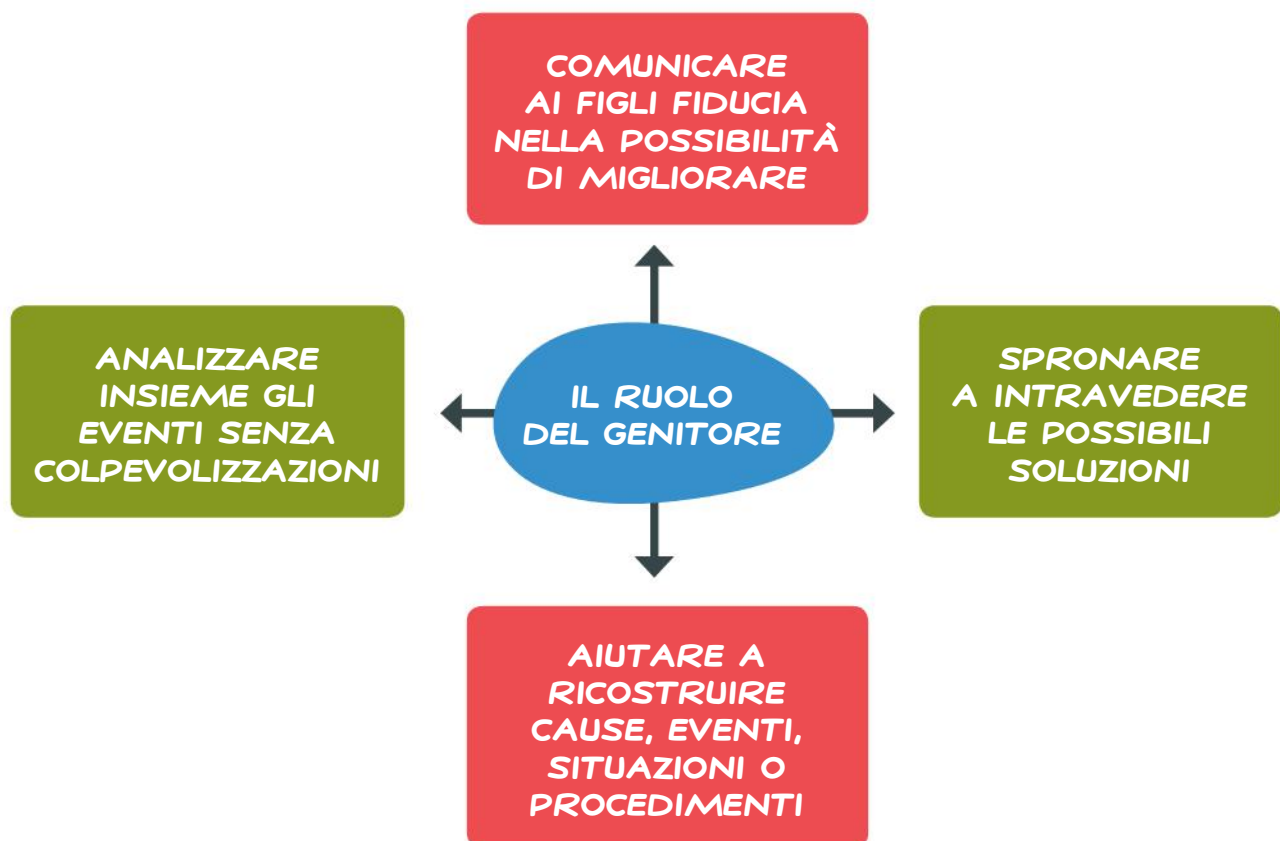 COMUNICARE
AI FIGLI FIDUCIA
NELLA POSSIBILITÀ
DI MIGLIORARE
ANALIZZARE
INSIEME GLI
EVENTI SENZA
COLPEVOLIZZAZIONI
IL RUOLO
DEL GENITORE
SPRONARE
A INTRAVEDERE
LE POSSIBILI
SOLUZIONI
AIUTARE A
RICOSTRUIRE
CAUSE, EVENTI,
SITUAZIONI O
PROCEDIMENTI